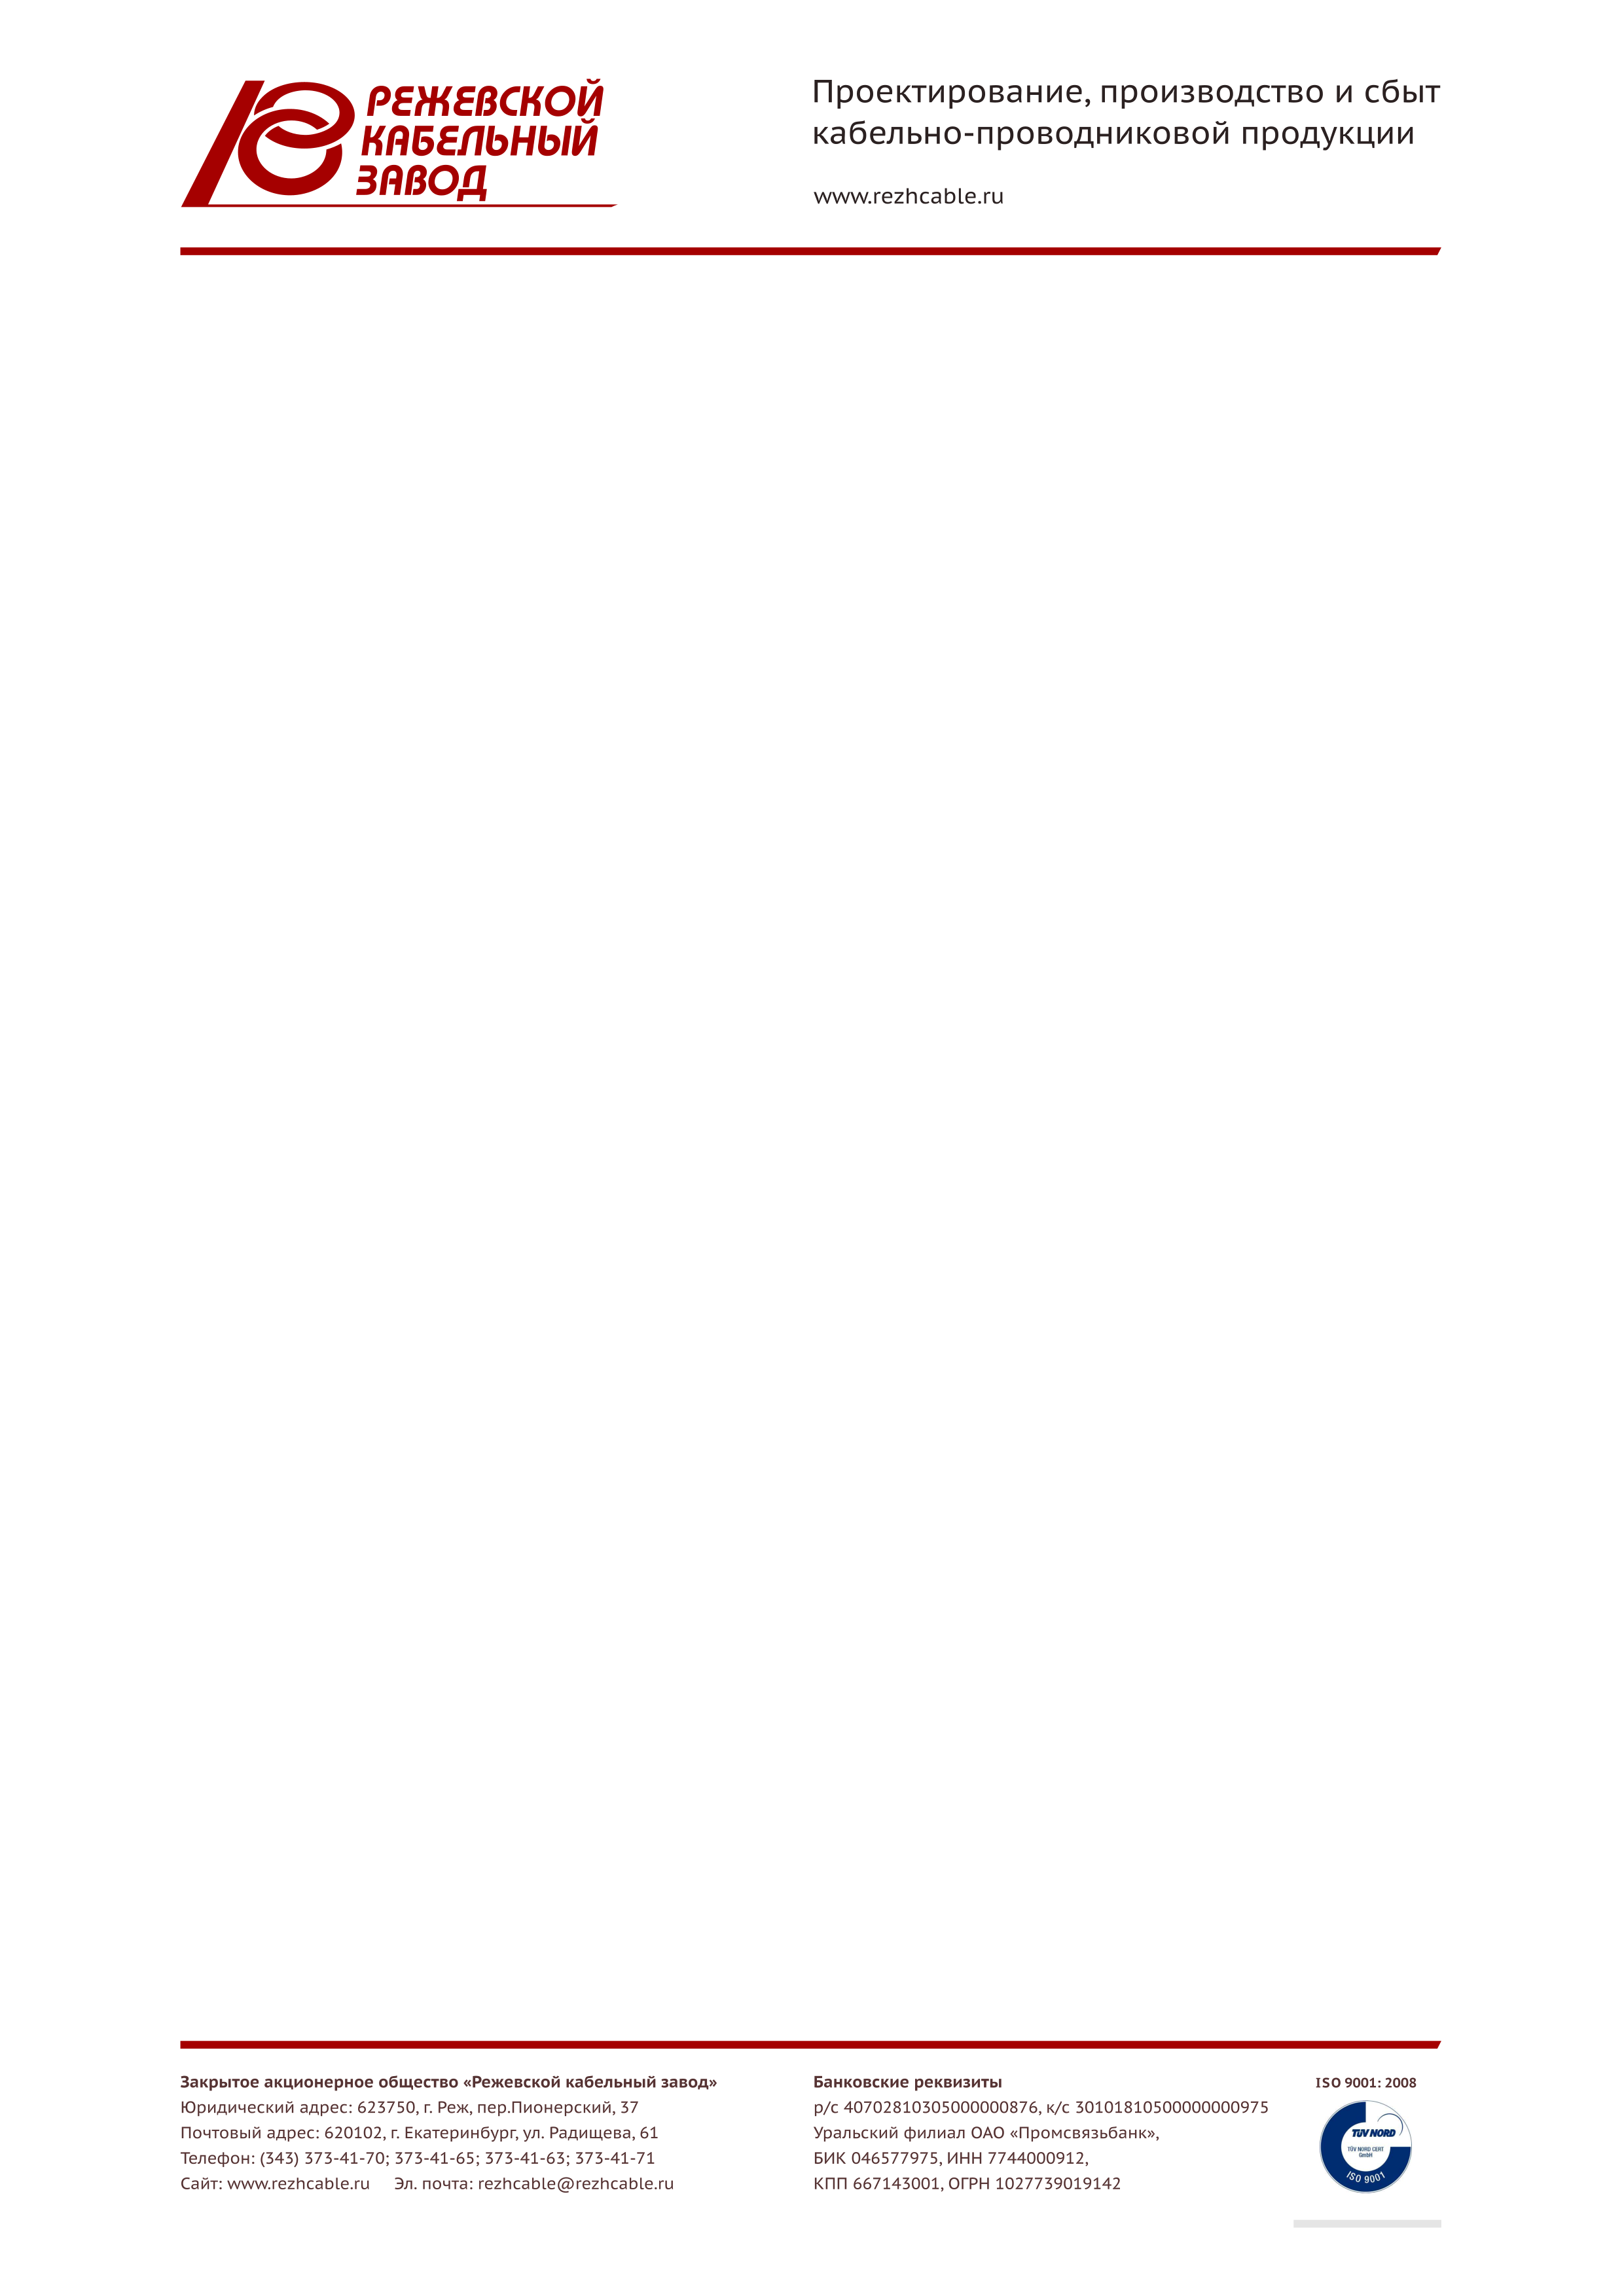 РЕЖЕВСКОЙ
КАБЕЛЬНЫЙ
ЗАВОД
Проектирование, производство и сбыт
кабельно-проводниковой продукции
www.rezhcable.ru
Закрытое акционерное общество «Режевской кабельный завод»
Юридический адрес: 623750, г. Реж, пер.Пионерский, 37
Почтовый адрес: 620102, г. Екатеринбург, ул. Радищева, 61
Телефон: (343) 373-41-70; 373-41-65; 373-41-63; 373-41-71
Сайт: www.rezhcable.ru Эл. почта: rezhcable@rezhcable.ru
Банковские реквизиты
р/с 40702810305000000876, к/с 30101810500000000975
Уральский филиал ОАО «Промсвязьбанк»,
БИК 046577975, ИНН 7744000912,
КПП 667143001, ОГРН 1027739019142
ISO 9001: 2008
TÜV NORD
TÜV NORD CERT
GmbH
ISO 9001